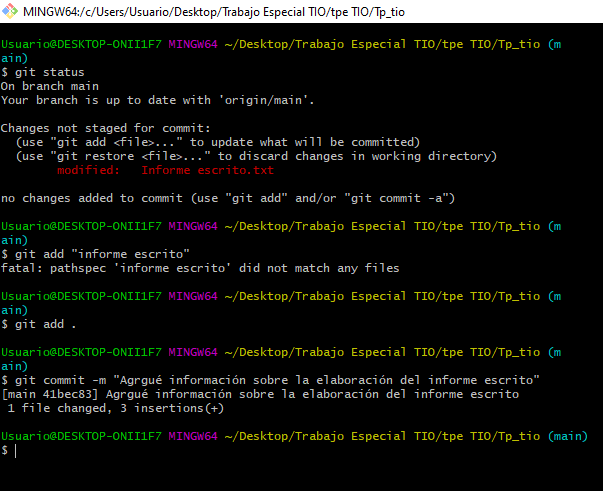 MINGW64:/c/Users/Usuario/Desktop/Trabajo Especial TIO/tpe TIO/Tp_tio
Usuario@DESKTOP-ONII1F7 MINGW64 ~/Desktop/Trabajo Especial TIO/tpe TIO/Tp_tio (m
ain)
$ git status
On branch main
Your branch is up to date with 'origin/main'.
Changes not staged for commit:
  (use "git add <file>..." to update what will be committed)
  (use "git restore <file>..." to discard changes in working directory)
        modified:   Informe escrito.txt
no changes added to commit (use "git add" and/or "git commit -a")
Usuario@DESKTOP-ONII1F7 MINGW64 ~/Desktop/Trabajo Especial TIO/tpe TIO/Tp_tio (m
ain)
$ git add "informe escrito"
fatal: pathspec 'informe escrito' did not match any files
Usuario@DESKTOP-ONII1F7 MINGW64 ~/Desktop/Trabajo Especial TIO/tpe TIO/Tp_tio (m
ain)
$ git add .
Usuario@DESKTOP-ONII1F7 MINGW64 ~/Desktop/Trabajo Especial TIO/tpe TIO/Tp_tio (m
ain)
$ git commit -m "Agrgué información sobre la elaboración del informe escrito"
[main 41bec83] Agrgué información sobre la elaboración del informe escrito
 1 file changed, 3 insertions(+)
Usuario@DESKTOP-ONII1F7 MINGW64 ~/Desktop/Trabajo Especial TIO/tpe TIO/Tp_tio (main)
$